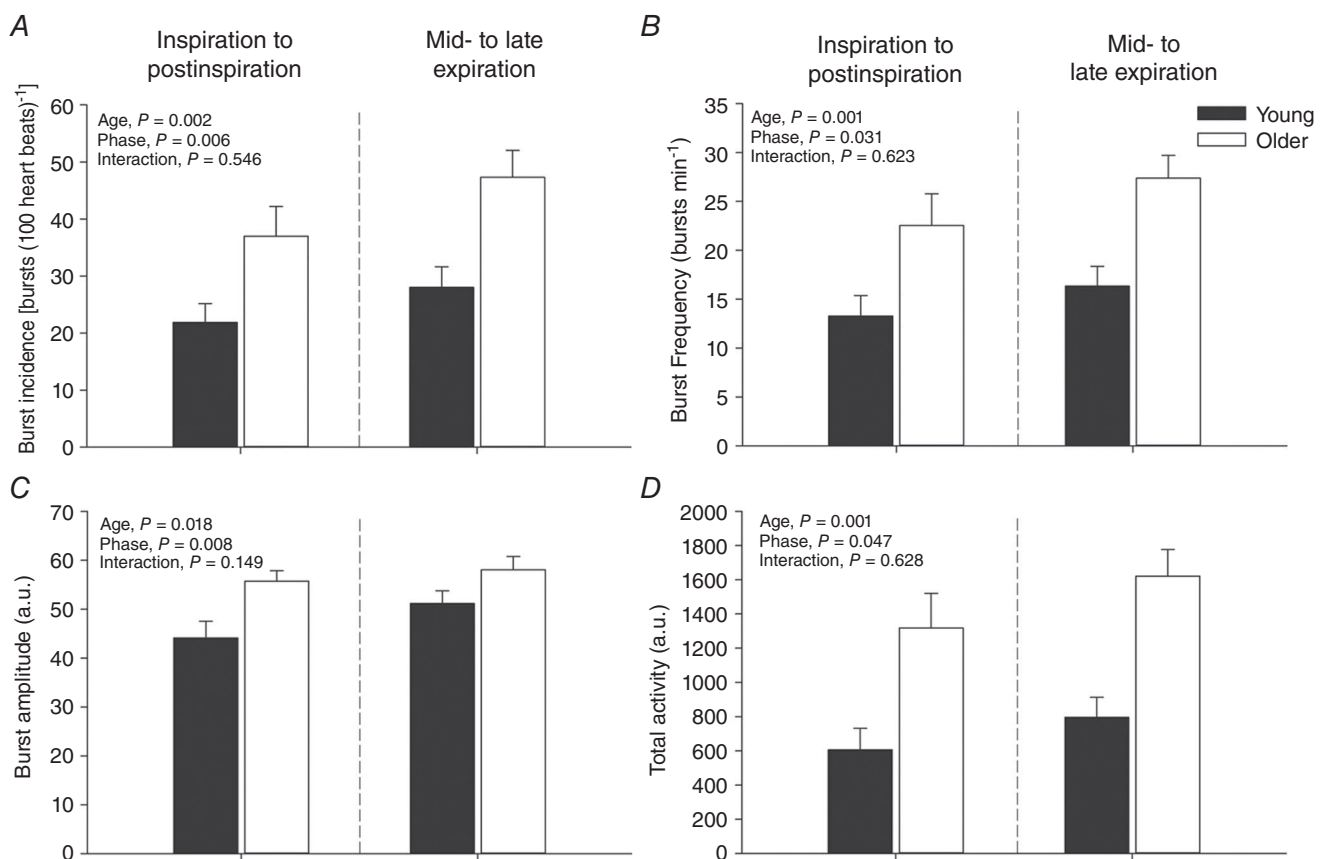 A
Inspiration to
postinspiration
Mid- to late
expiration
Burst incidence [bursts (100 heart beats)⁻¹]
60
50
40
30
20
10
0
Age, P = 0.002
Phase, P = 0.006
Interaction, P = 0.546
B
Inspiration to
postinspiration
Mid- to
late expiration
Burst Frequency (bursts min⁻¹)
35
30
25
20
15
10
5
0
Age, P = 0.001
Phase, P = 0.031
Interaction, P = 0.623
Young
Older
C
Burst amplitude (a.u.)
70
60
50
40
30
20
10
0
Age, P = 0.018
Phase, P = 0.008
Interaction, P = 0.149
D
Total activity (a.u.)
2000
1800
1600
1400
1200
1000
800
600
400
200
0
Age, P = 0.001
Phase, P = 0.047
Interaction, P = 0.628